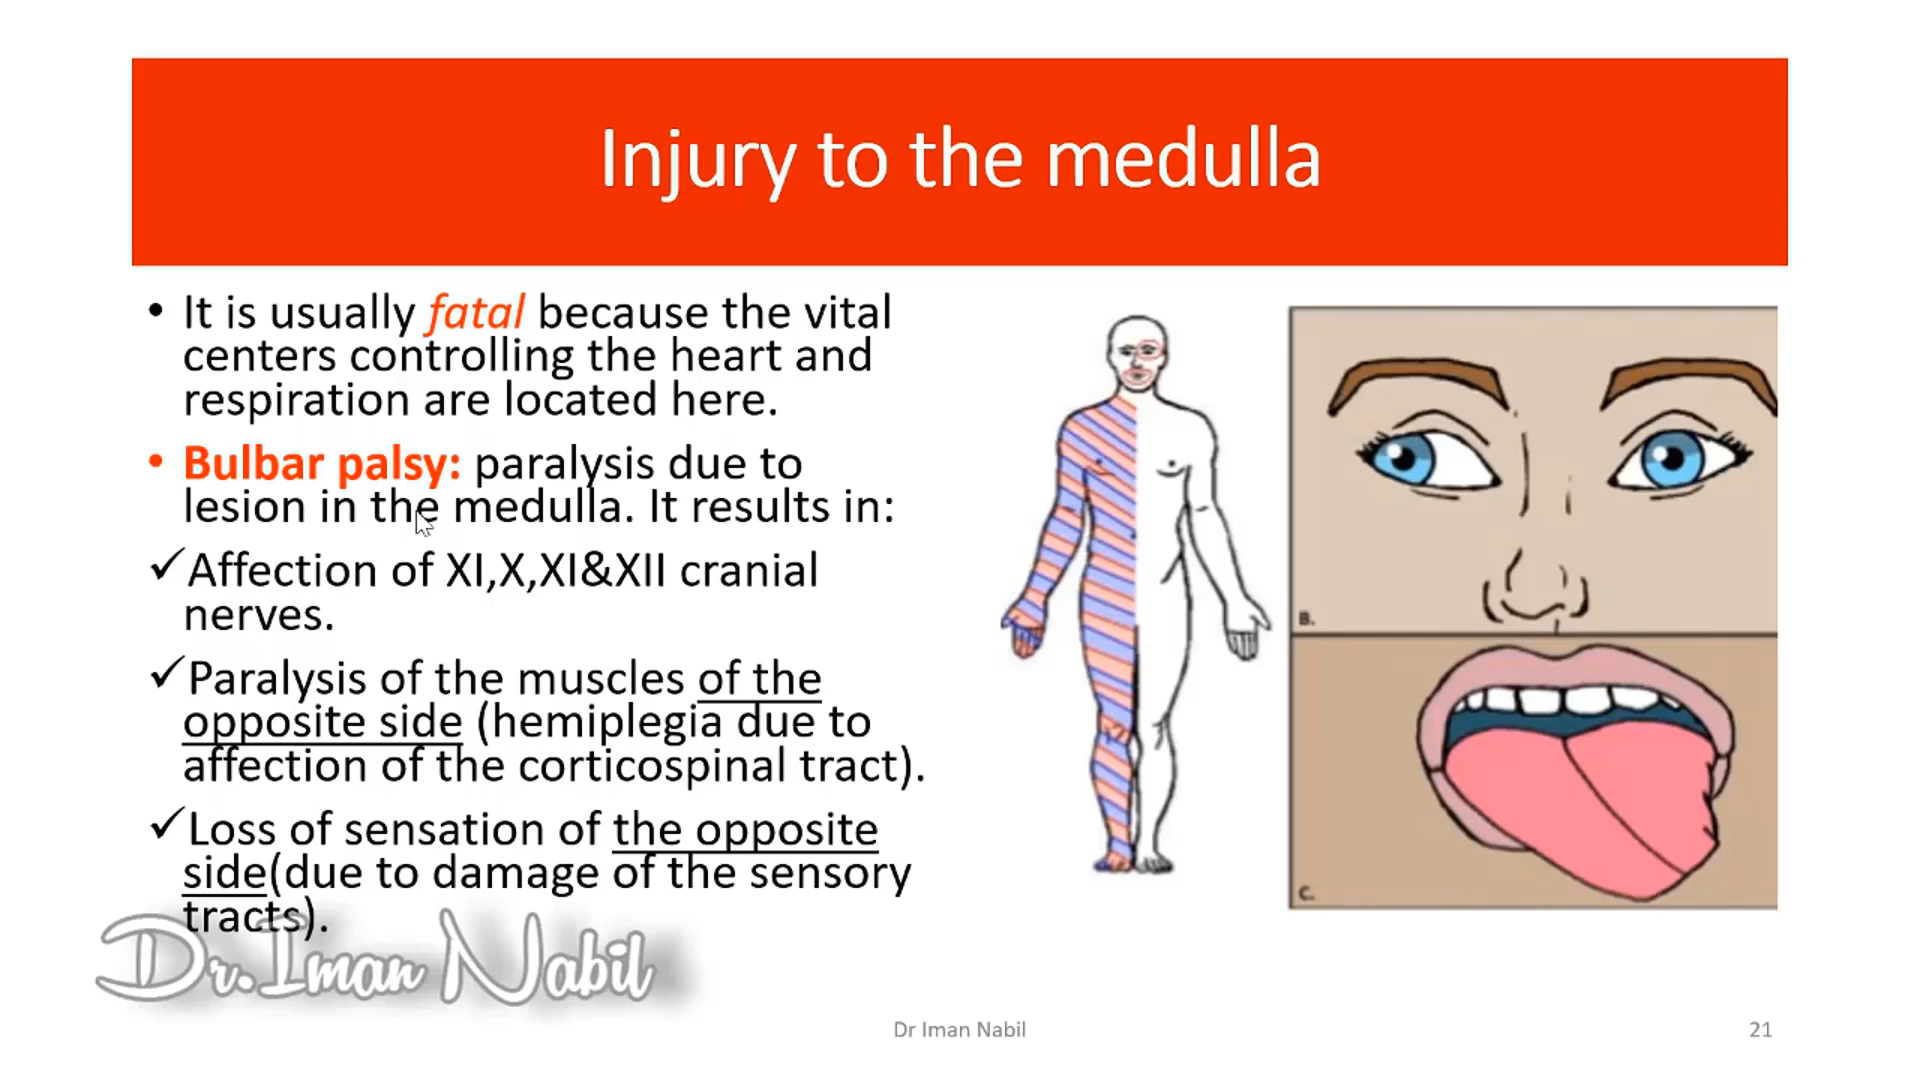 Injury to the medulla
• It is usually fatal because the vital
centers controlling the heart and
respiration are located here.
• Bulbar palsy: paralysis due to
lesion in the medulla. It results in:
✓Affection of XI,X,XI&XII cranial
nerves.
✓Paralysis of the muscles of the
opposite side (hemiplegia due to
affection of the corticospinal tract).
✓Loss of sensation of the opposite
side(due to damage of the sensory
tracts).
B.
C.
Dr.Iman Nabil
Dr Iman Nabil
21